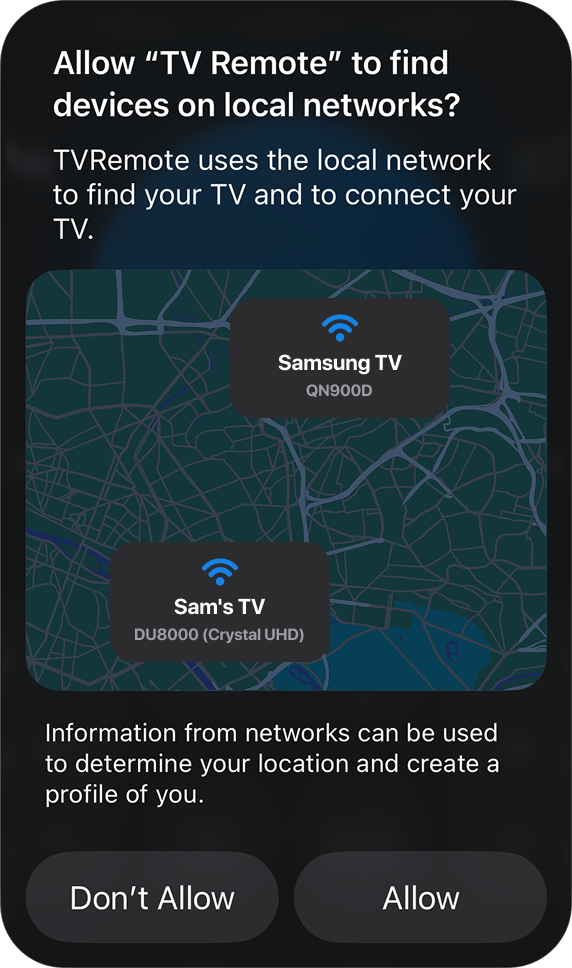 Allow “TV Remote” to find
devices on local networks?
TVRemote uses the local network
to find your TV and to connect your
TV.
Samsung TV
QN900D
Sam's TV
DU8000 (Crystal UHD)
Information from networks can be used
to determine your location and create a
profile of you.
Don’t Allow
Allow